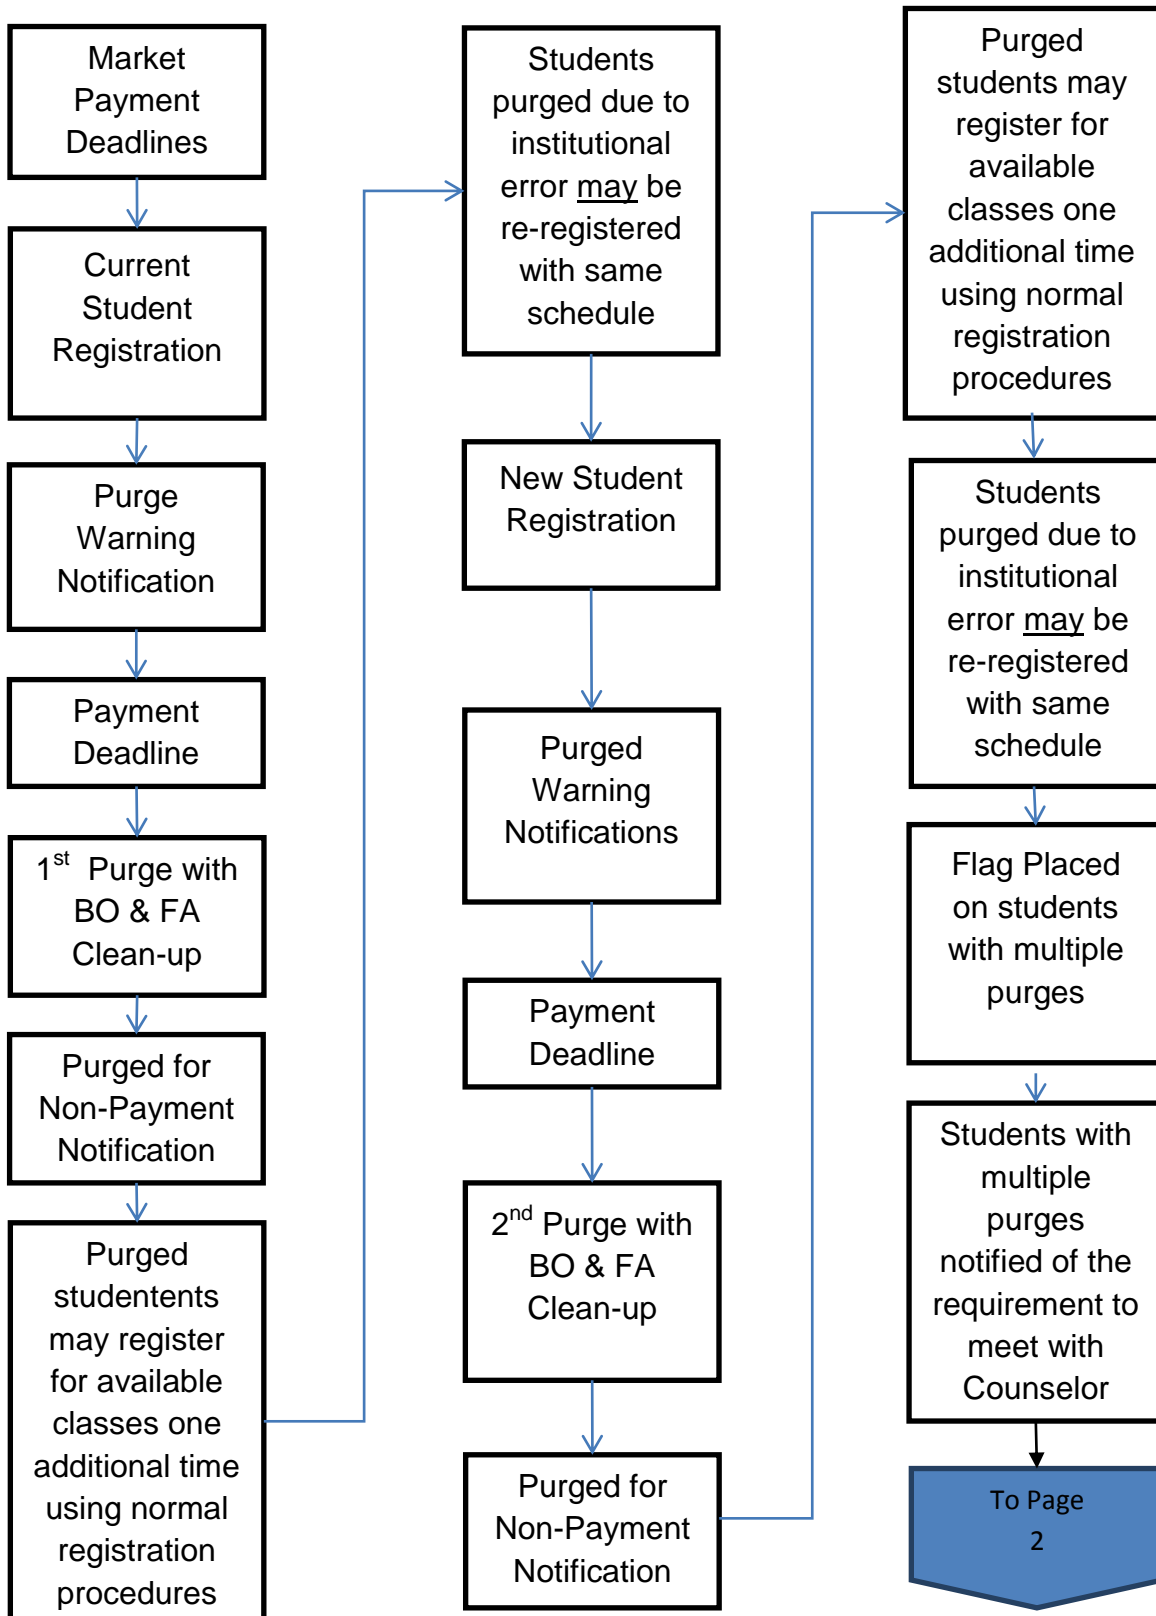 Market
Payment
Deadlines
Current
Student
Registration
Purge
Warning
Notification
Payment
Deadline
1st Purge with
BO & FA
Clean-up
Purged for
Non-Payment
Notification
Purged
studentents
may register
for available
classes one
additional time
using normal
registration
procedures
Students
purged due to
institutional
error may be
re-registered
with same
schedule
New Student
Registration
Purged
Warning
Notifications
Payment
Deadline
2nd Purge with
BO & FA
Clean-up
Purged for
Non-Payment
Notification
Purged
students may
register for
available
classes one
additional time
using normal
registration
procedures
Students
purged due to
institutional
error may be
re-registered
with same
schedule
Flag Placed
on students
with multiple
purges
Students with
multiple
purges
notified of the
requirement to
meet with
Counselor
To Page
2